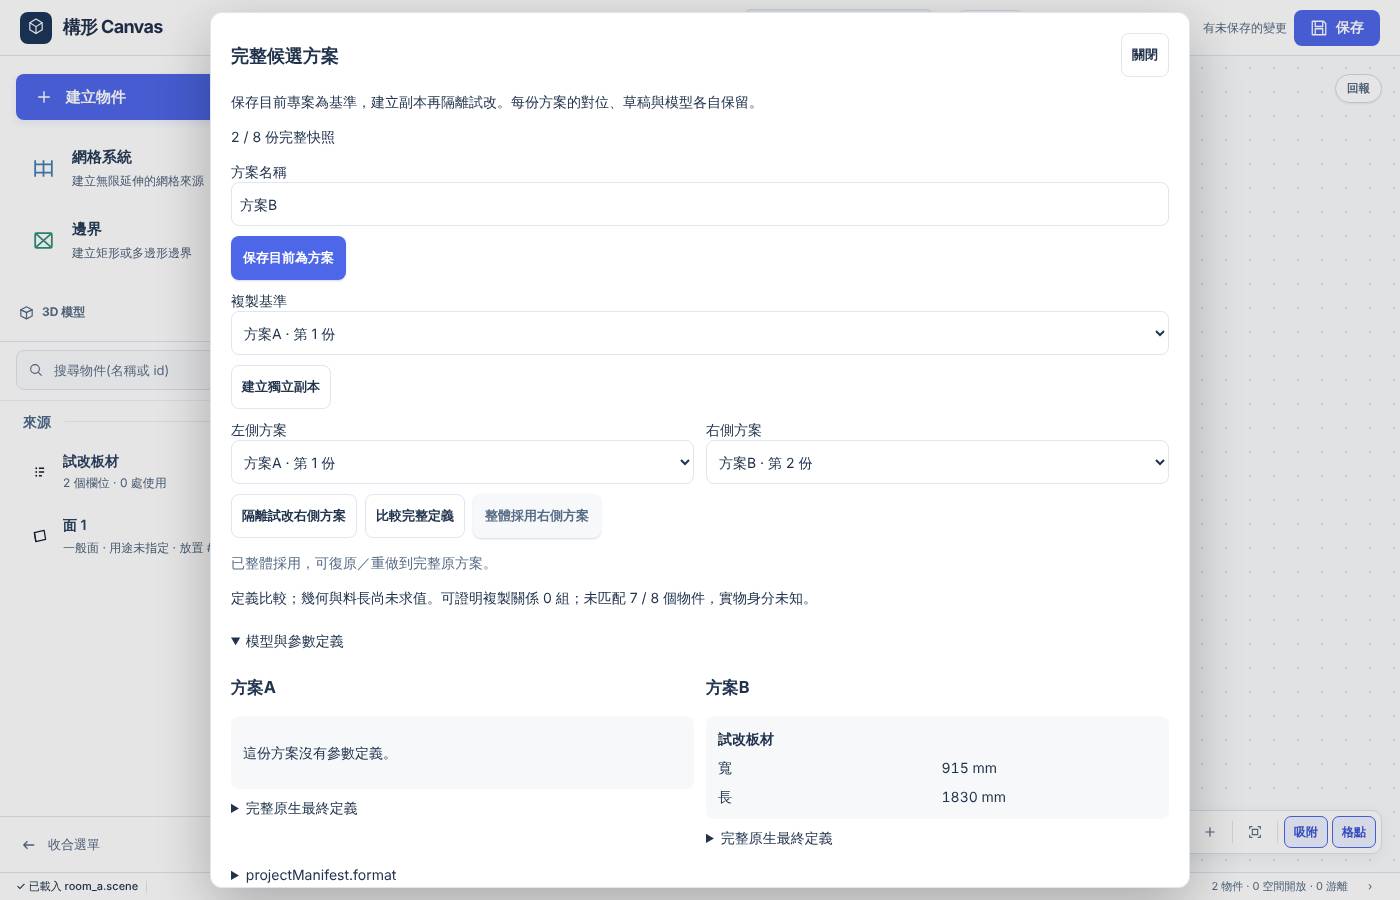 構形 Canvas
有未保存的變更
保存
建立物件
回報
網格系統
建立無限延伸的網格來源
邊界
建立矩形或多邊形邊界
3D 模型
搜尋物件(名稱或 id)
來源
試改板材
2 個欄位 · 0 處使用
面 1
一般面 · 用途未指定 · 放置
收合選單
已載入 room_a.scene
完整候選方案
關閉
保存目前專案為基準，建立副本再隔離試改。每份方案的對位、草稿與模型各自保留。
2 / 8 份完整快照
方案名稱
方案B
保存目前為方案
複製基準
方案A · 第 1 份
建立獨立副本
左側方案
右側方案
方案A · 第 1 份
方案B · 第 2 份
隔離試改右側方案
比較完整定義
整體採用右側方案
已整體採用，可復原／重做到完整原方案。
定義比較；幾何與料長尚未求值。可證明複製關係 0 組；未匹配 7 / 8 個物件，實物身分未知。
模型與參數定義
方案A
方案B
這份方案沒有參數定義。
試改板材
寬 915 mm
長 1830 mm
完整原生最終定義
完整原生最終定義
projectManifest.format
吸附
格點
2 物件 · 0 空間開放 · 0 游離